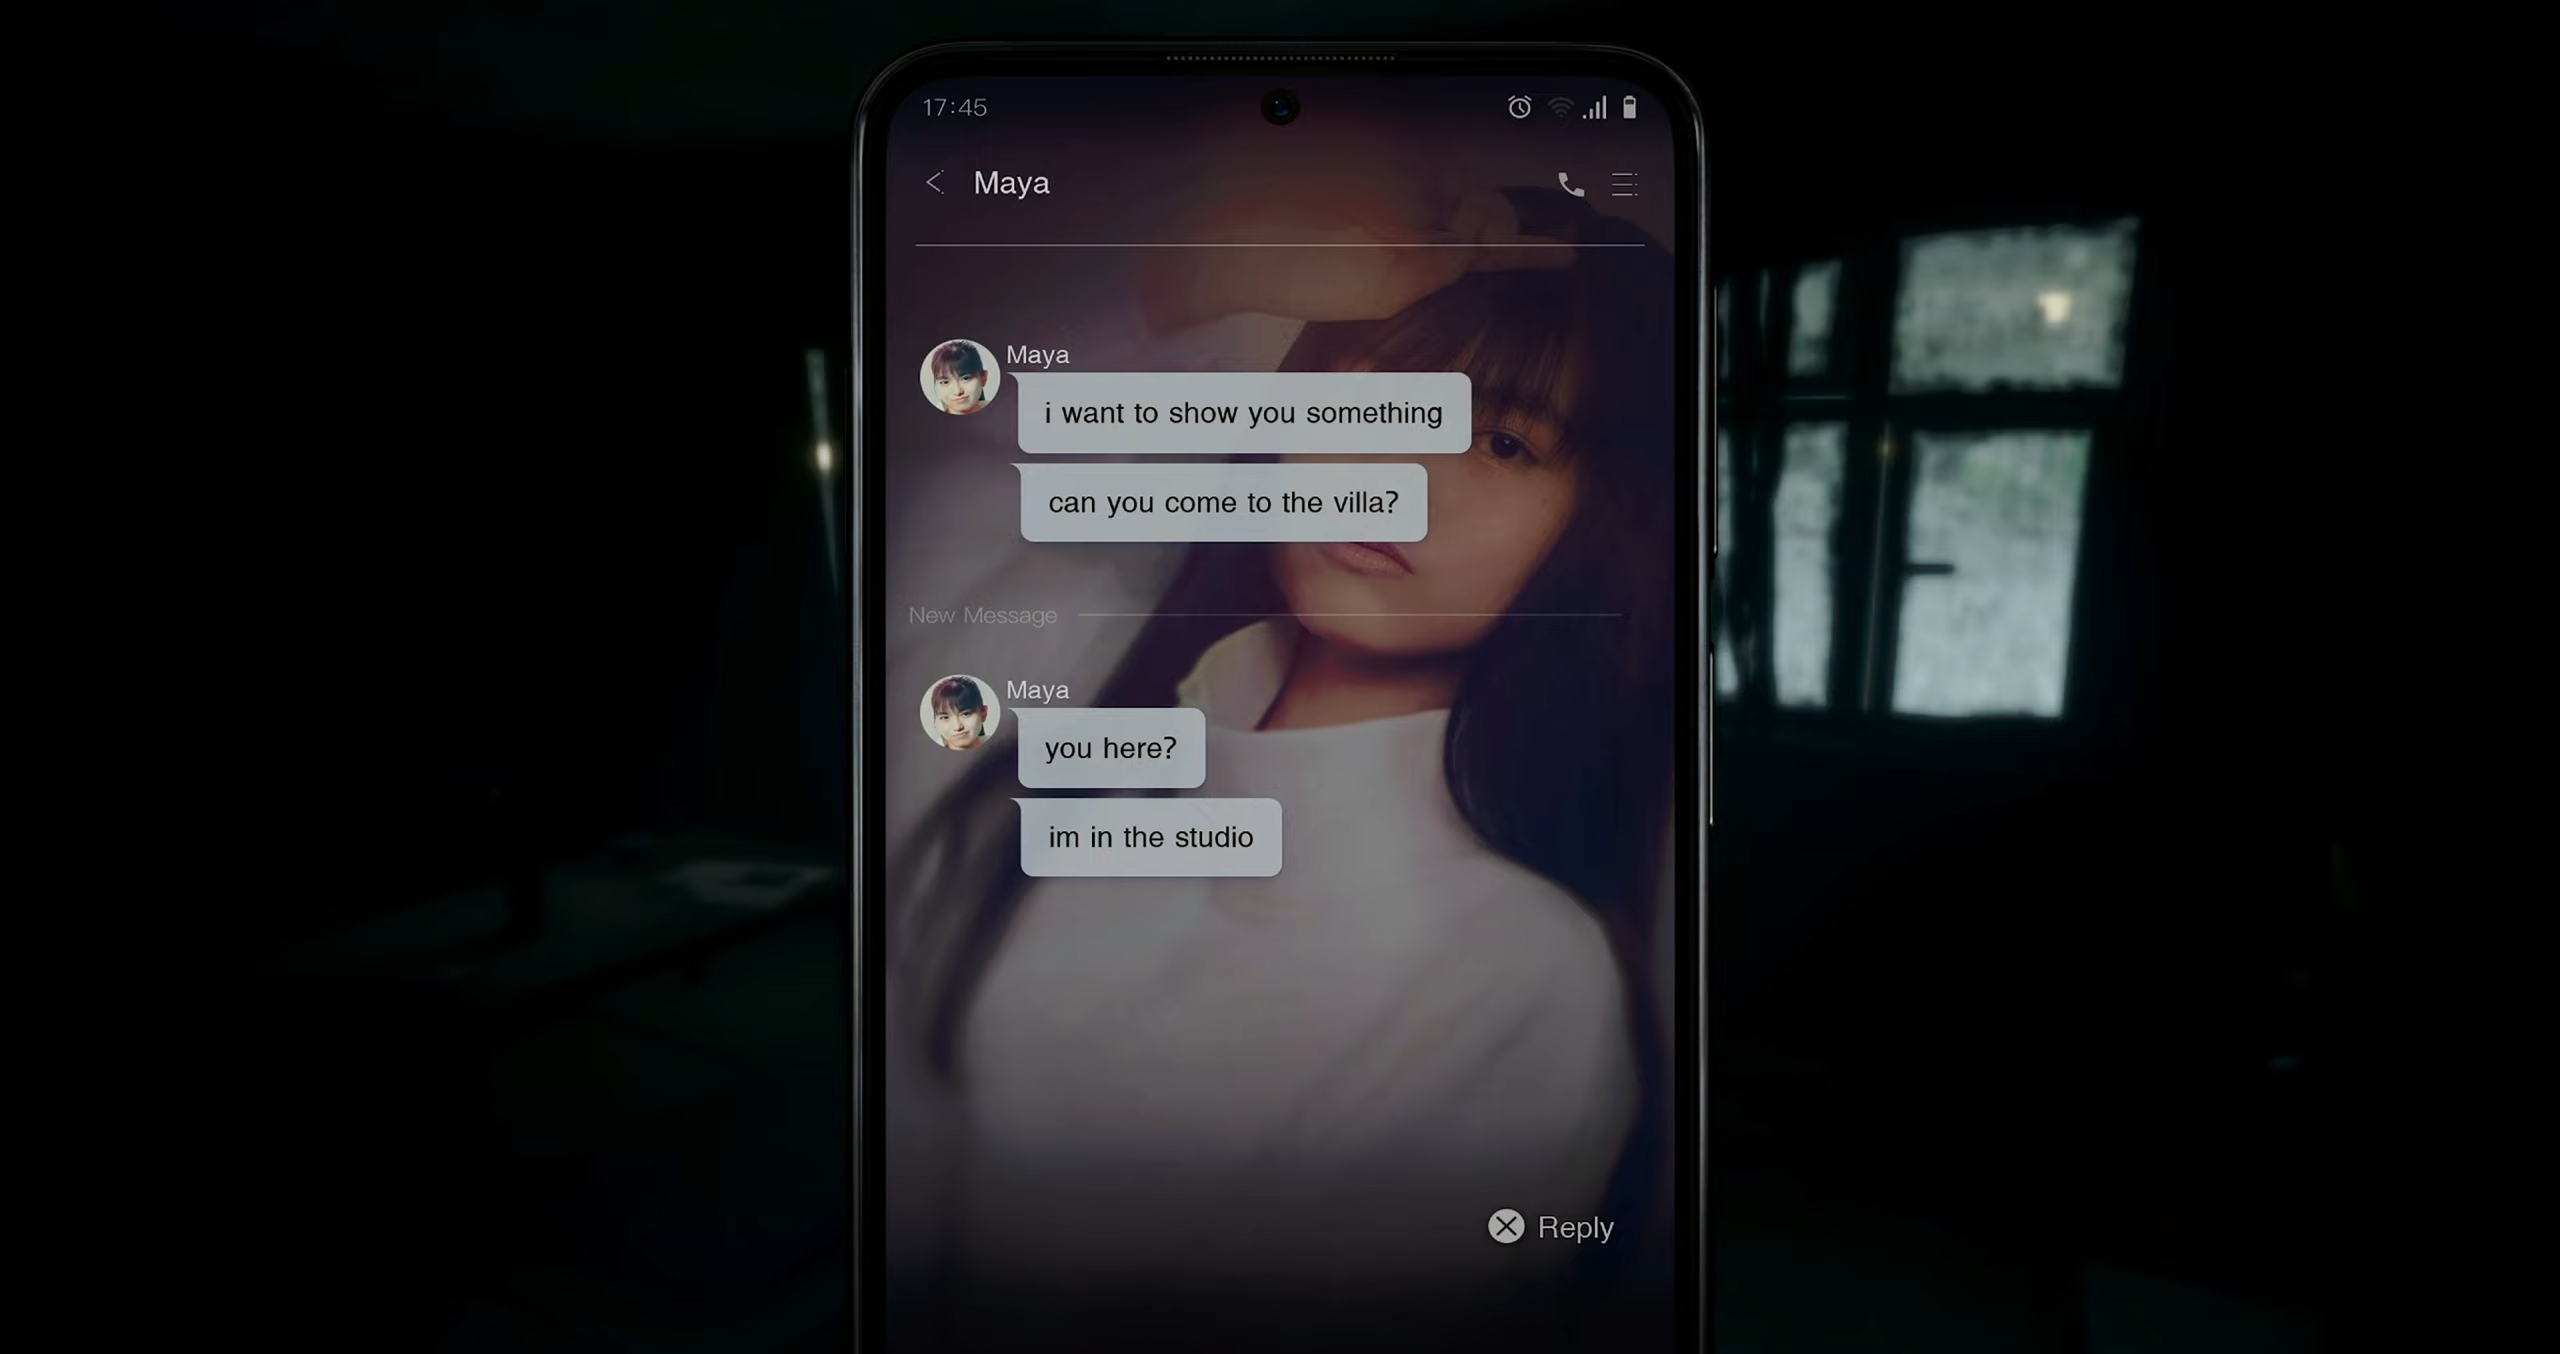 17:45
Maya
Maya
i want to show you something
can you come to the villa?
New Message
Maya
you here?
im in the studio
Reply